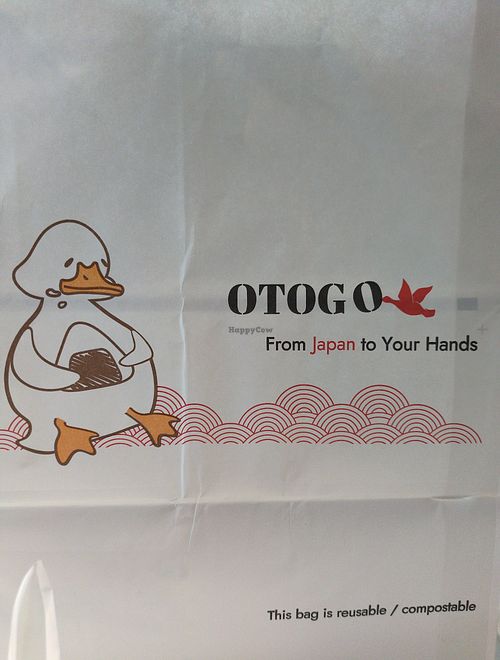 OTOGO
HappyCow
From Japan to Your Hands
This bag is reusable / compostable